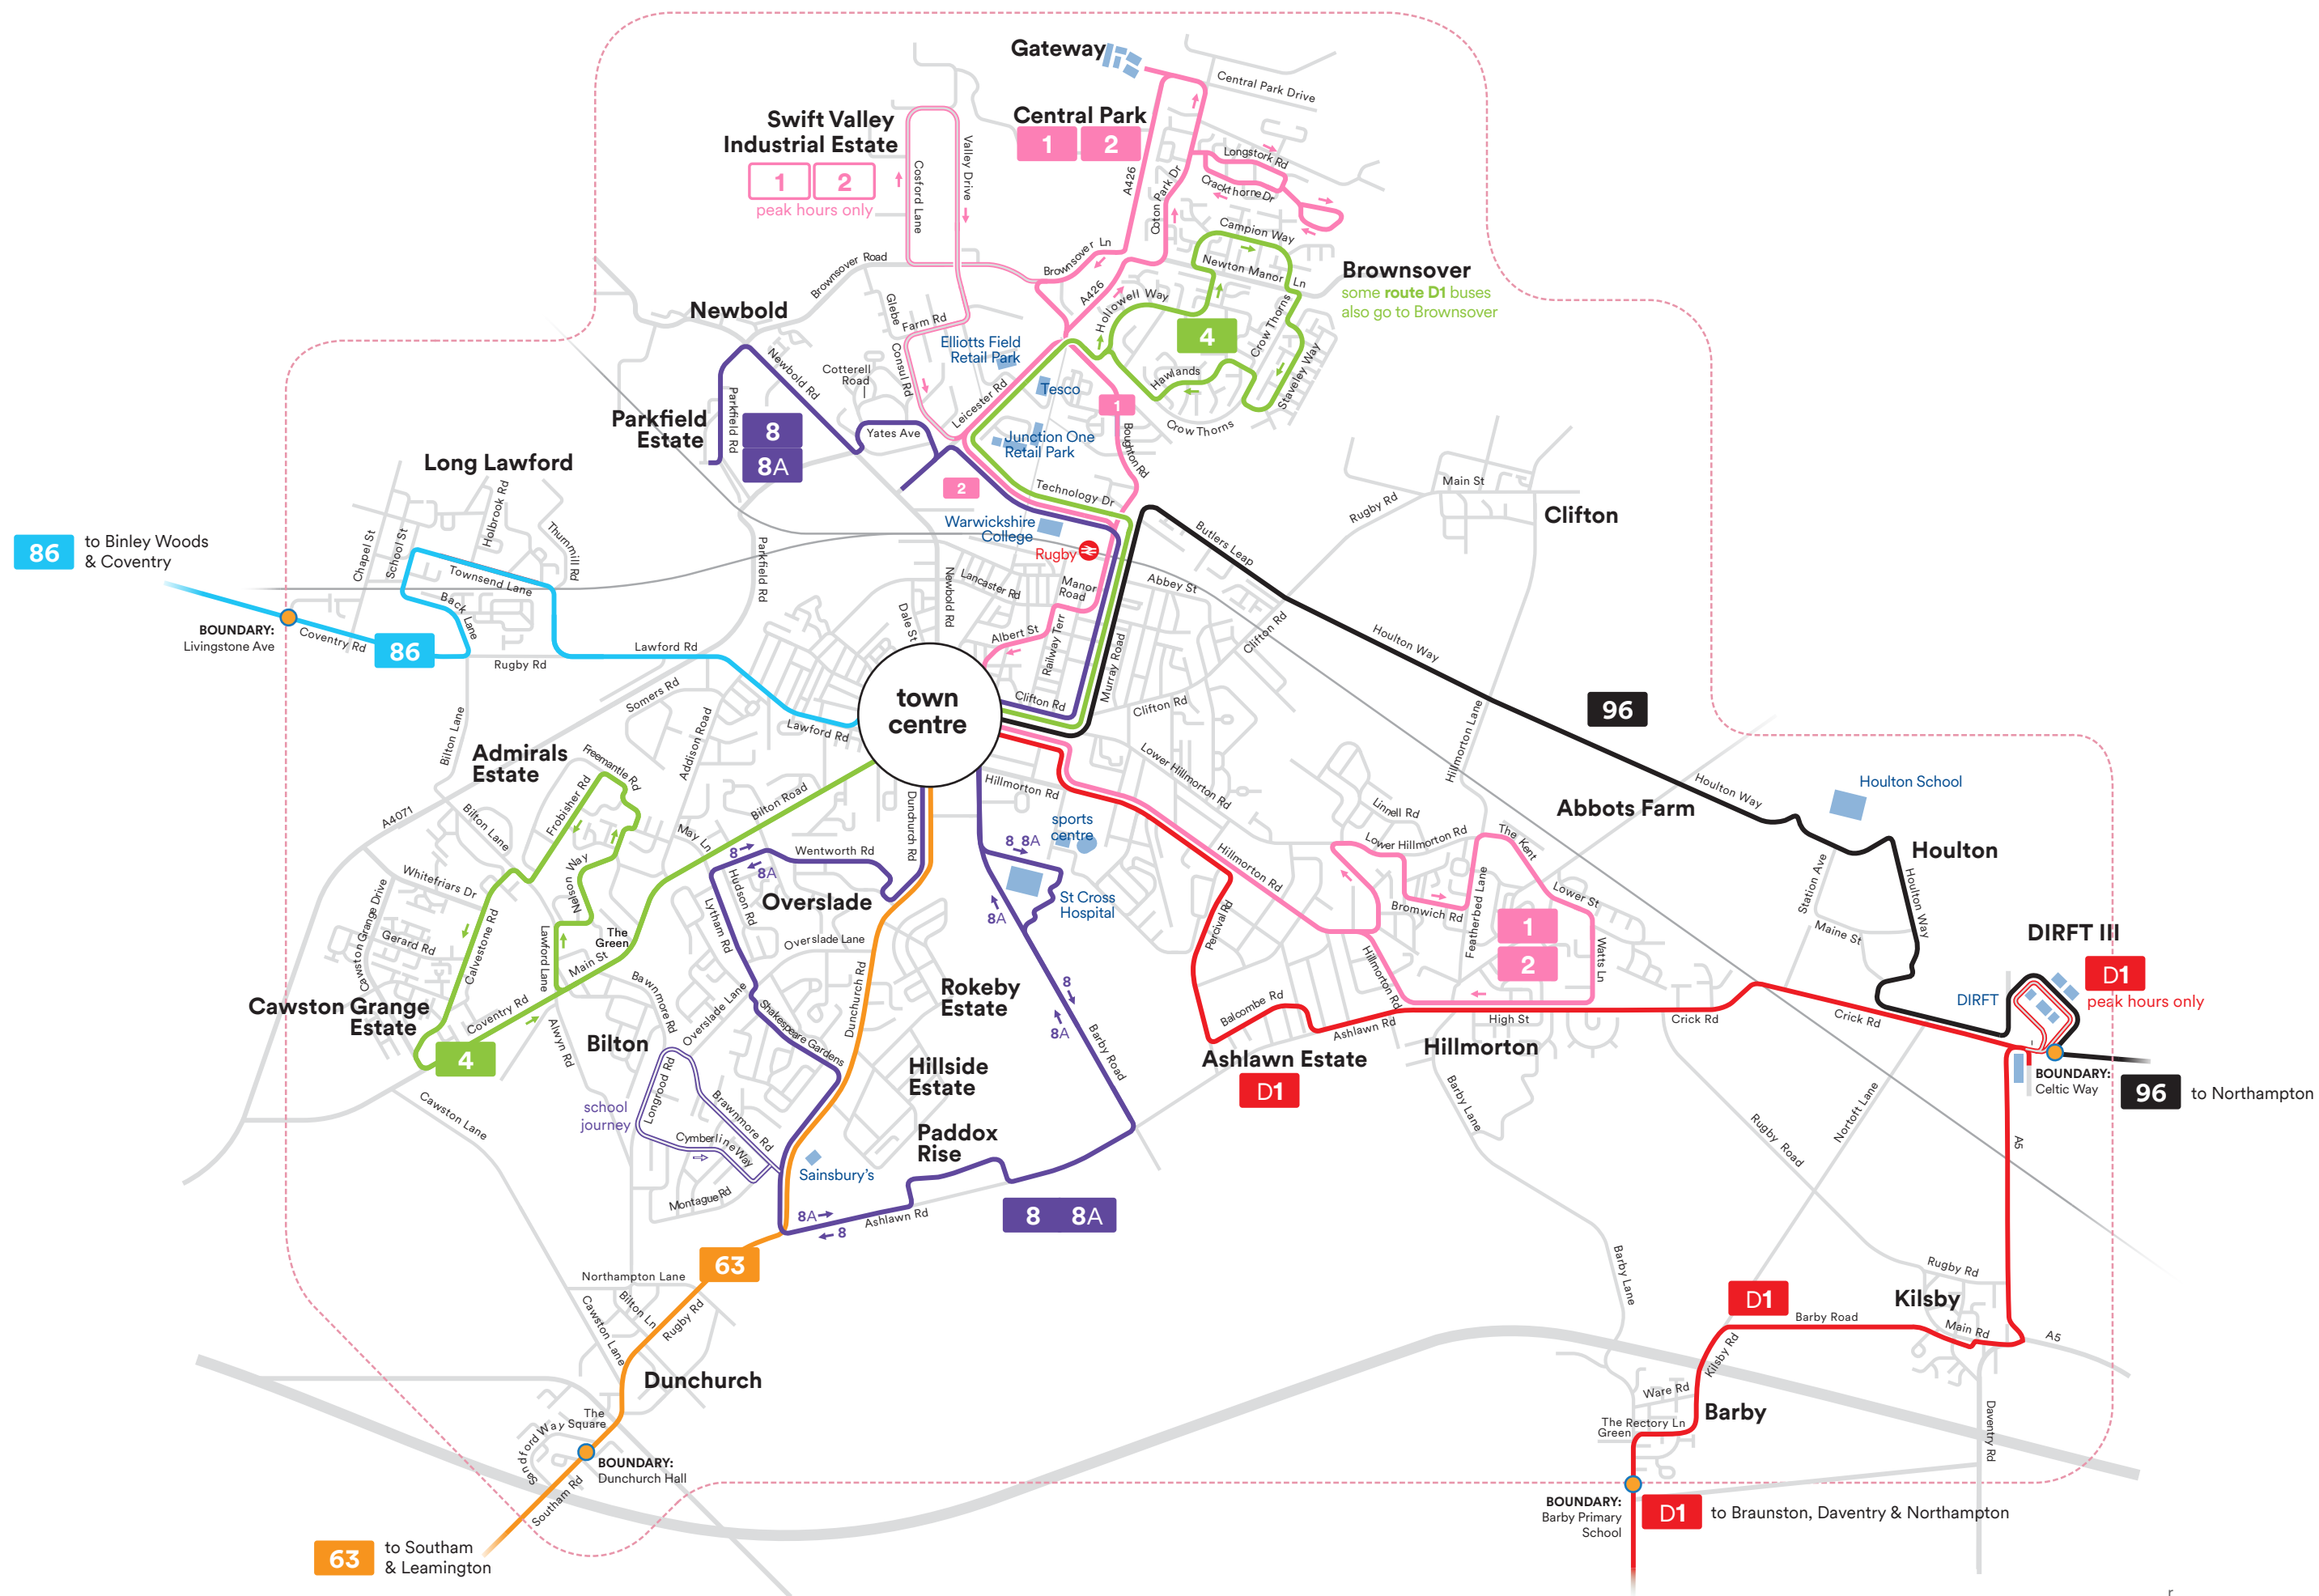 Gateway
Central Park Drive
Swift Valley
Industrial Estate
1 2
peak hours only
Central Park
1 2
Valley Drive
Cosford Lane
A426
Coton Park Dr
Longstork Rd
Crackthorne Dr
Campion Way
Newton Manor Ln
Brownsover
some route D1 buses
also go to Brownsover
Brownsover Ln
Brownsover Road
A426
Hollowell Way
4
Crow Thorns
Staveley Way
Hawlands
Crow Thorns
Newbold
Glebe
Farm Rd
Consul Rd
Elliotts Field
Retail Park
Tesco
Leicester Rd
Cotterell
Road
Newbold Rd
Parkfield Rd
Parkfield
Estate
8
8A
Yates Ave
Junction One
Retail Park
1
Boughton Rd
2
Technology Dr
Warwickshire
College
Rugby
Long Lawford
Holbrook Rd
Thurnmill Rd
School St
Chapel St
Townsend Lane
Back Lane
86
to Binley Woods
& Coventry
BOUNDARY:
Livingstone Ave
Coventry Rd
86
Rugby Rd
Lawford Rd
Parkfield Rd
Newbold Rd
Lancaster Rd
Manor
Road
Dale St
Albert St
Railway Terr
Murray Road
Abbey St
Butlers Leap
Rugby Rd
Main St
Clifton
Clifton Rd
Houlton Way
Clifton Rd
Clifton Rd
town
centre
Lawford Rd
Somers Rd
Addison Road
Bilton Lane
96
Hillmorton Lane
Houlton Way
Houlton School
Abbots Farm
Houlton
Houlton Way
Station Ave
Maine St
DIRFT III
D1
peak hours only
DIRFT
BOUNDARY:
Celtic Way
96
to Northampton
A5
Admirals
Estate
Freemantle Rd
Frobisher Rd
Bilton Lane
A4071
Whitefriars Dr
Nelson Way
Cawston Grange Drive
Gerard Rd
Calvestone Rd
Lawford Lane
The
Green
Main St
Cawston Grange
Estate
4
Coventry Rd
Bilton Road
May Ln
8
8A
Wentworth Rd
Hudson Rd
Lytham Rd
Overslade
Overslade Lane
Dunchurch Rd
Bawnmore Rd
Overslade Lane
Shakespeare Gardens
Dunchurch Rd
Alwyn Rd
Bilton
Longrood Rd
Brawnmore Rd
Cymberline Way
school
journey
Montague Rd
Sainsbury's
Hillmorton Rd
sports
centre
8 8A
St Cross
Hospital
8A
Rokeby
Estate
8
8A
Barby Road
Hillside
Estate
Paddox
Rise
8 8A
8A
8
Ashlawn Rd
Lower Hillmorton Rd
Hillmorton Rd
Percival Rd
Linnell Rd
Lower Hillmorton Rd
The Kent
Lower St
Bromwich Rd
Featherbed Lane
1
2
Watts Ln
Hillmorton Rd
Balcombe Rd
Ashlawn Rd
High St
Crick Rd
Crick Rd
Ashlawn Estate
D1
Hillmorton
Barby Lane
Nortoft Lane
Rugby Road
Barby Lane
Cawston Lane
63
Northampton Lane
Bilton Ln
Rugby Rd
Cawston Lane
Dunchurch
The
Square
Sandford Way
BOUNDARY:
Dunchurch Hall
Southam Rd
63
to Southam
& Leamington
D1
Barby Road
Kilsby
Rugby Rd
Main Rd
A5
Kilsby Rd
Ware Rd
Barby
The
Green
Rectory Ln
Daventry Rd
BOUNDARY:
Barby Primary
School
D1
to Braunston, Daventry & Northampton
r